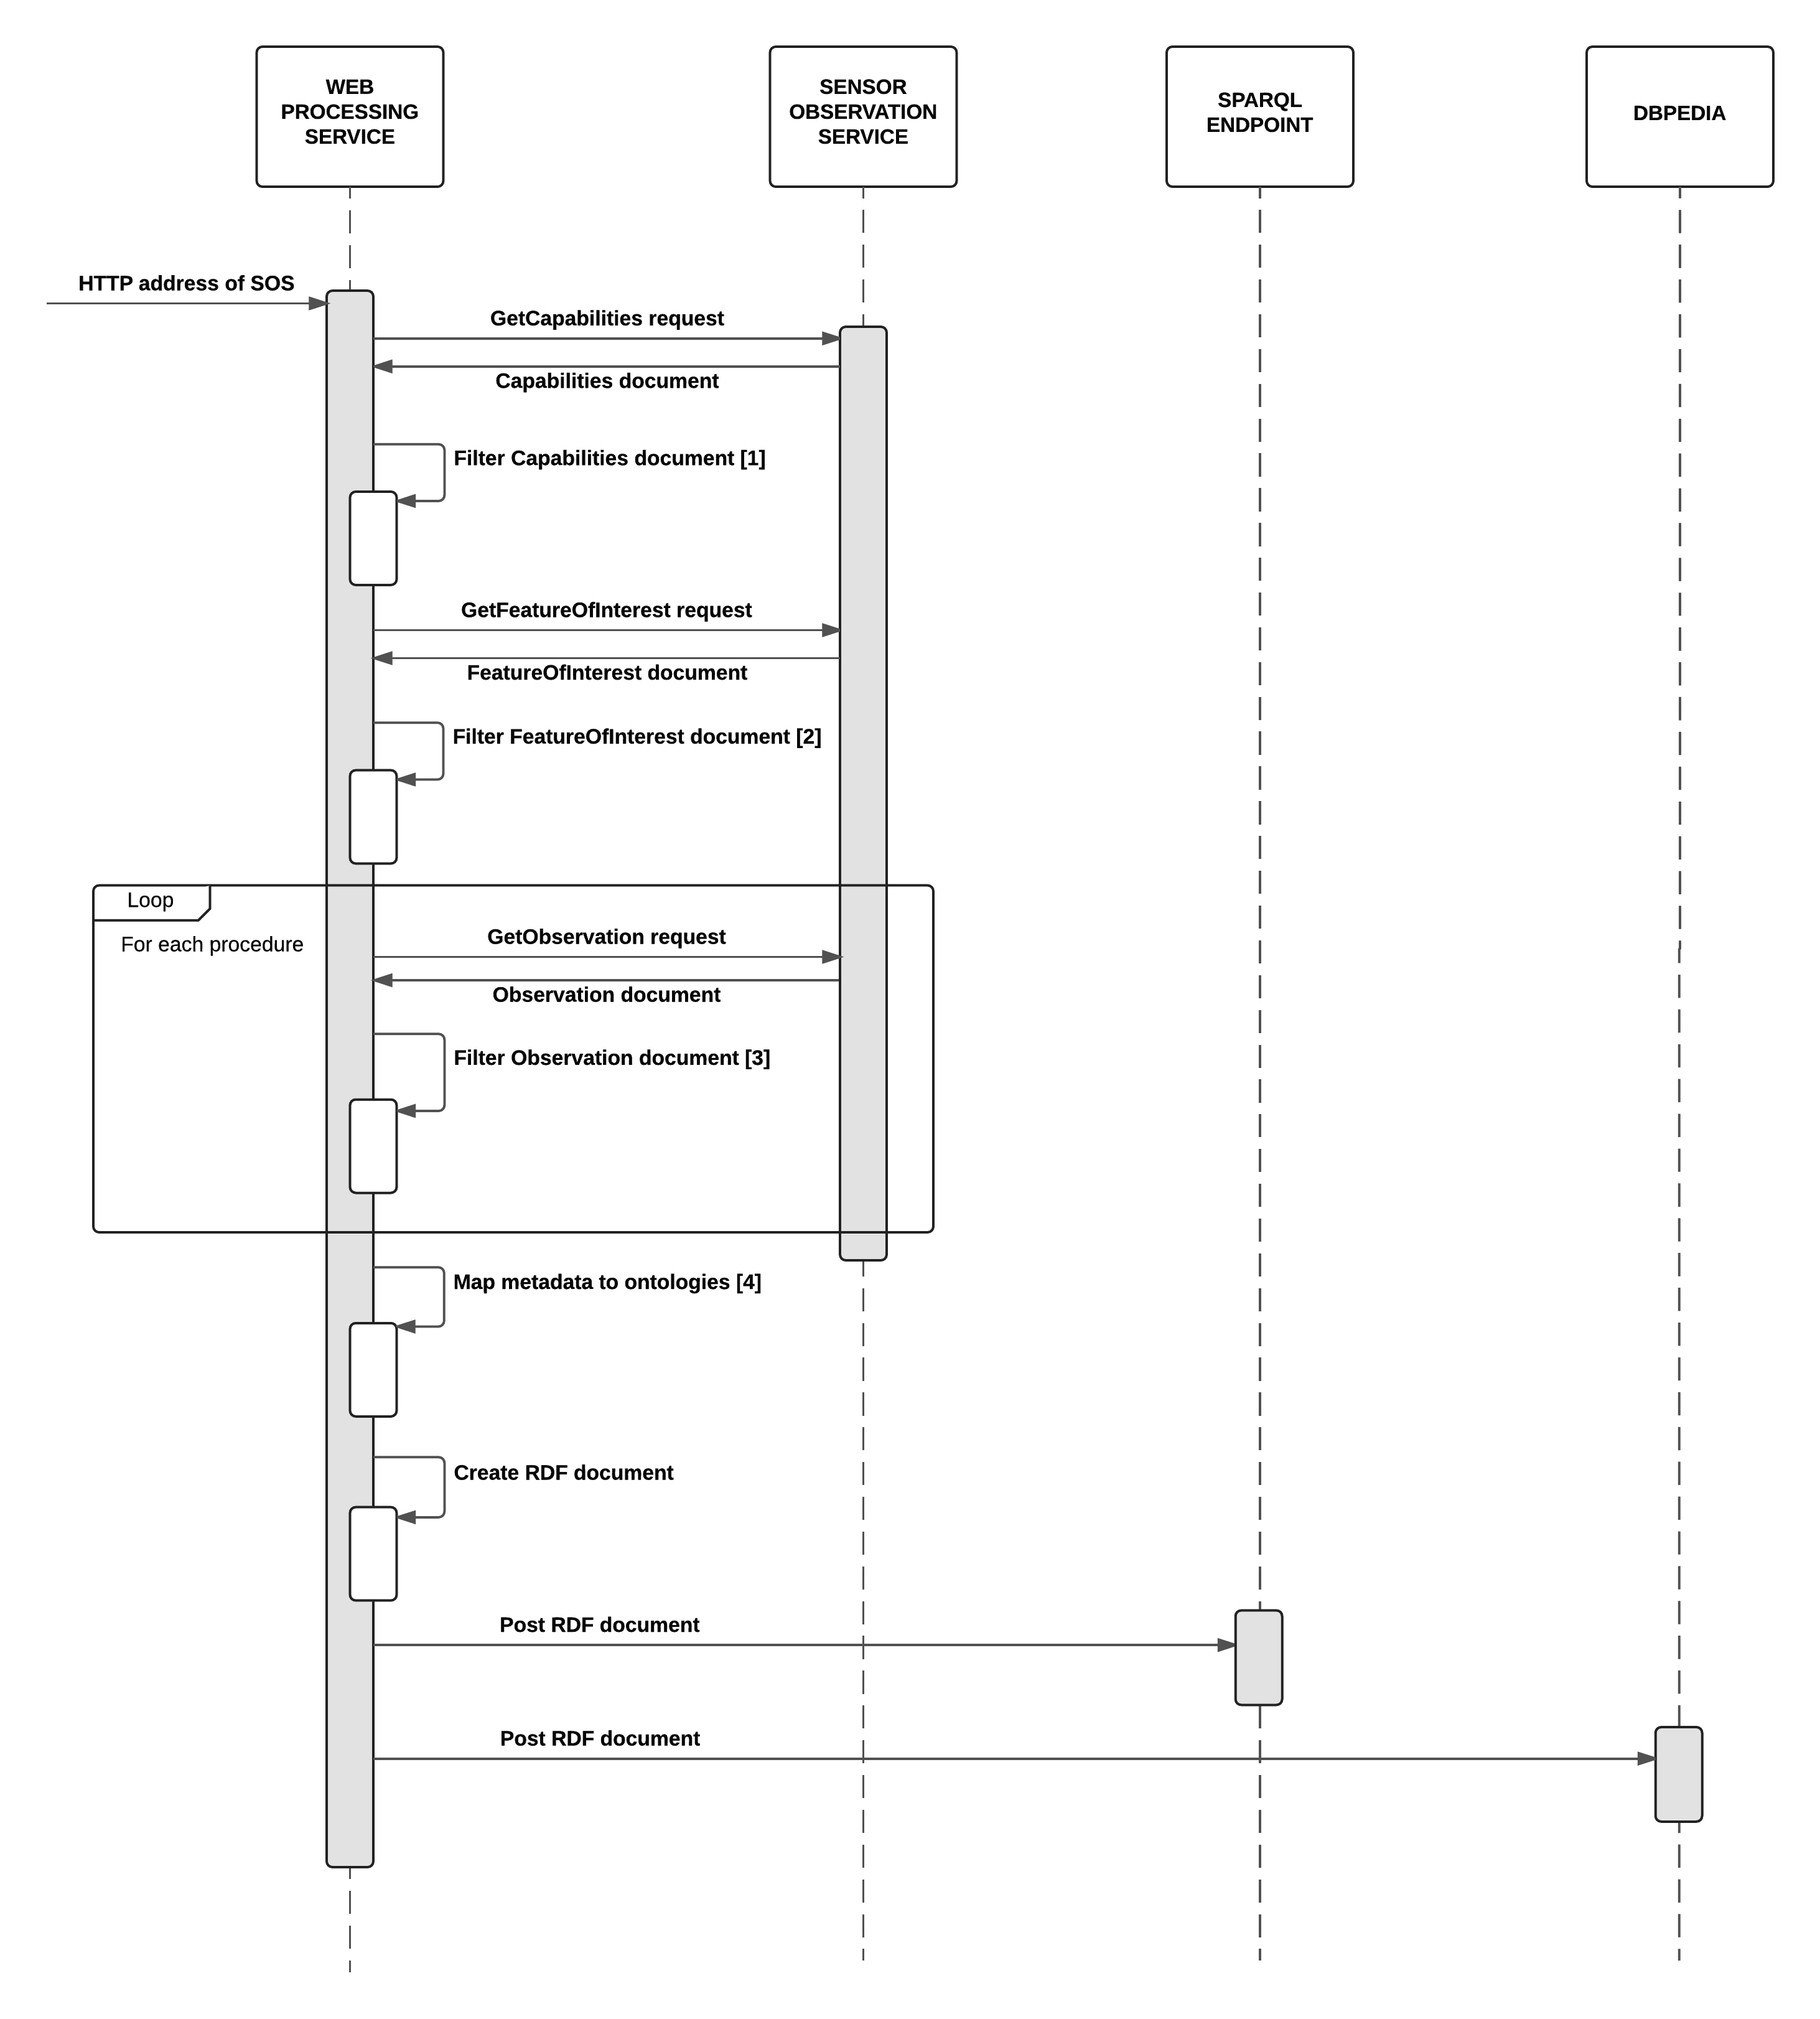 WEB
PROCESSING
SERVICE
SENSOR
OBSERVATION
SERVICE
SPARQL
ENDPOINT
DBPEDIA
HTTP address of SOS
GetCapabilities request
Capabilities document
Filter Capabilities document [1]
GetFeatureOfInterest request
FeatureOfInterest document
Filter FeatureOfInterest document [2]
Loop
For each procedure
GetObservation request
Observation document
Filter Observation document [3]
Map metadata to ontologies [4]
Create RDF document
Post RDF document
Post RDF document